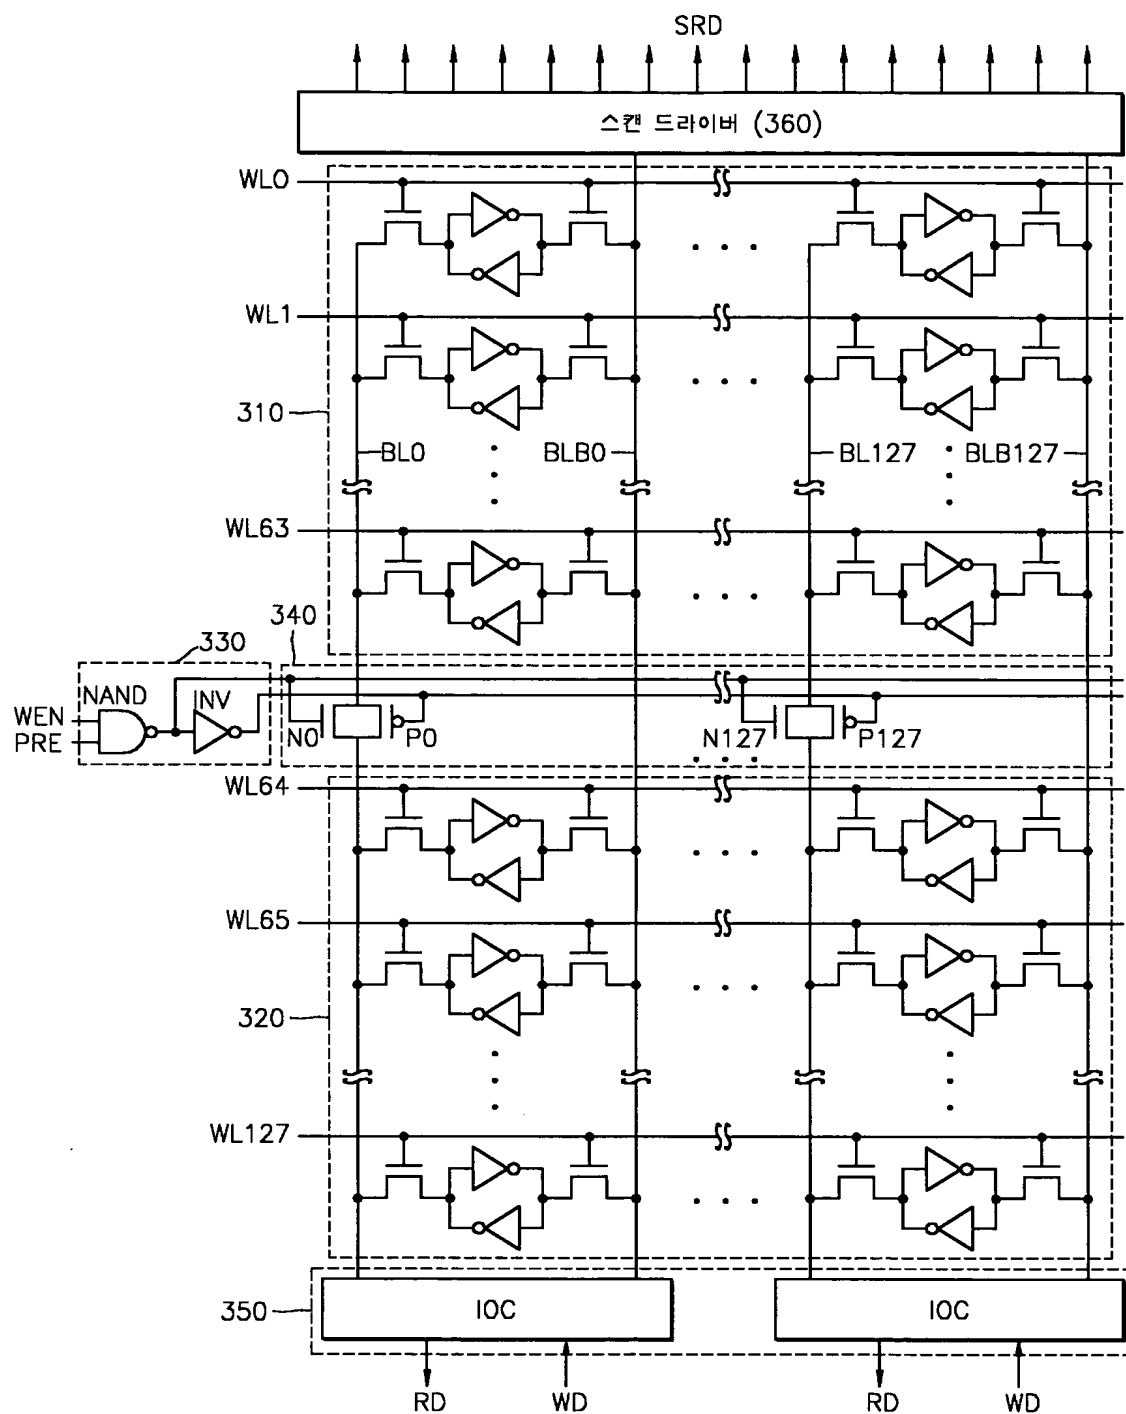 SRD
스캔 드라이버 (360)
WL0
WL1
310
BL0
BLB0
BL127
BLB127
WL63
340
330
NAND
INV
WEN
PRE
N0
P0
N127
P127
WL64
WL65
320
WL127
350
IOC
IOC
RD
WD
RD
WD